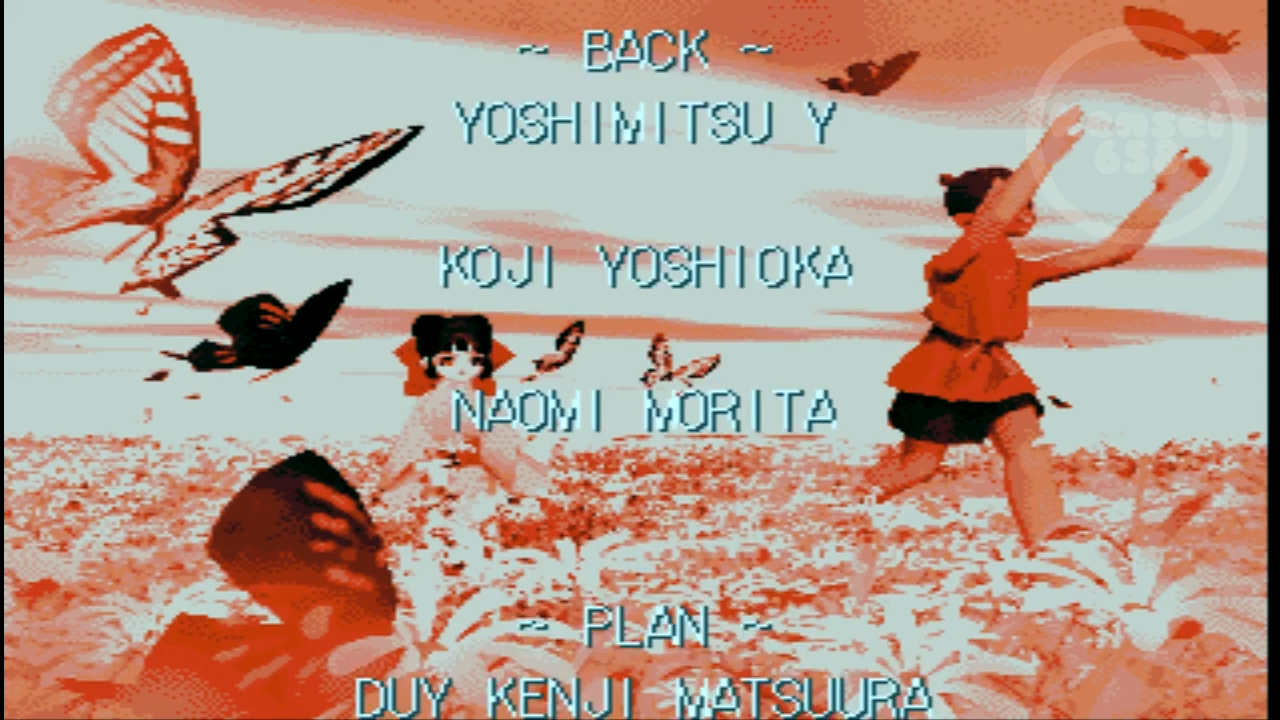 ~ BACK ~
YOSHIMITSU Y
KOJI YOSHIOKA
NAOMI MORITA
~ PLAN ~
DUY KENJI MATSUURA